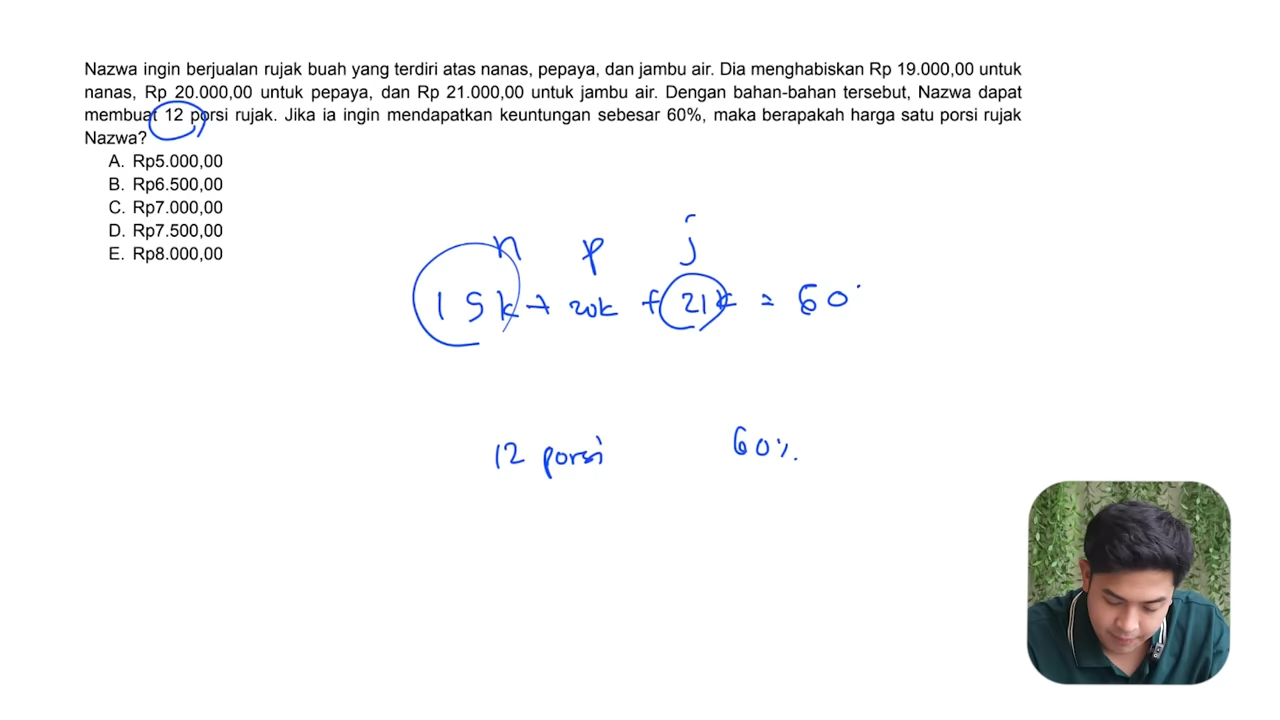 Nazwa ingin berjualan rujak buah yang terdiri atas nanas, pepaya, dan jambu air. Dia menghabiskan Rp 19.000,00 untuk
nanas, Rp 20.000,00 untuk pepaya, dan Rp 21.000,00 untuk jambu air. Dengan bahan-bahan tersebut, Nazwa dapat
membuat 12 porsi rujak. Jika ia ingin mendapatkan keuntungan sebesar 60%, maka berapakah harga satu porsi rujak
Nazwa?
A. Rp5.000,00
B. Rp6.500,00
C. Rp7.000,00
D. Rp7.500,00
E. Rp8.000,00
n p j
19k + 20k + 21k = 60
12 porsi 60%